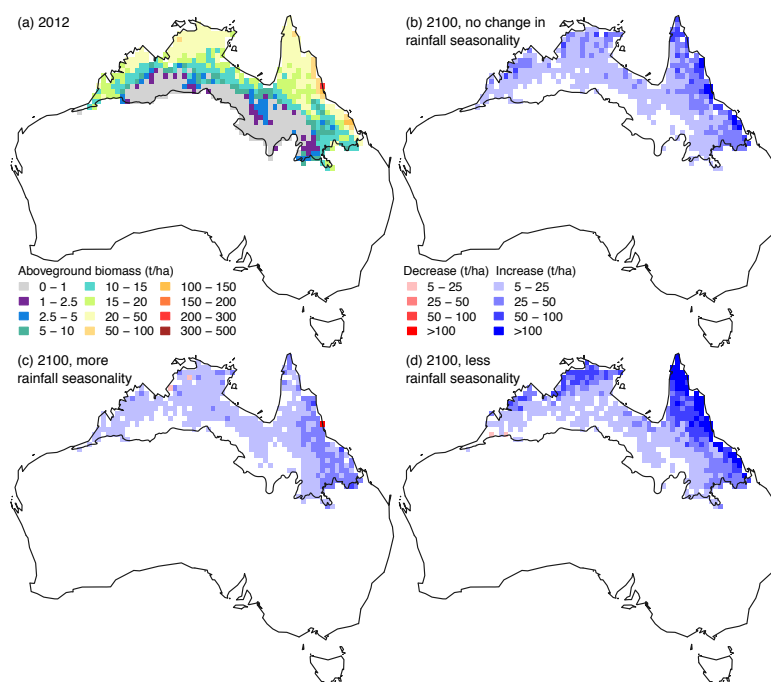 (a) 2012
(b) 2100, no change in
rainfall seasonality
Aboveground biomass (t/ha)
0 – 1
1 – 2.5
2.5 – 5
5 – 10
10 – 15
15 – 20
20 – 50
50 – 100
100 – 150
150 – 200
200 – 300
300 – 500
Decrease (t/ha)
5 – 25
25 – 50
50 – 100
>100
Increase (t/ha)
5 – 25
25 – 50
50 – 100
>100
(c) 2100, more
rainfall seasonality
(d) 2100, less
rainfall seasonality